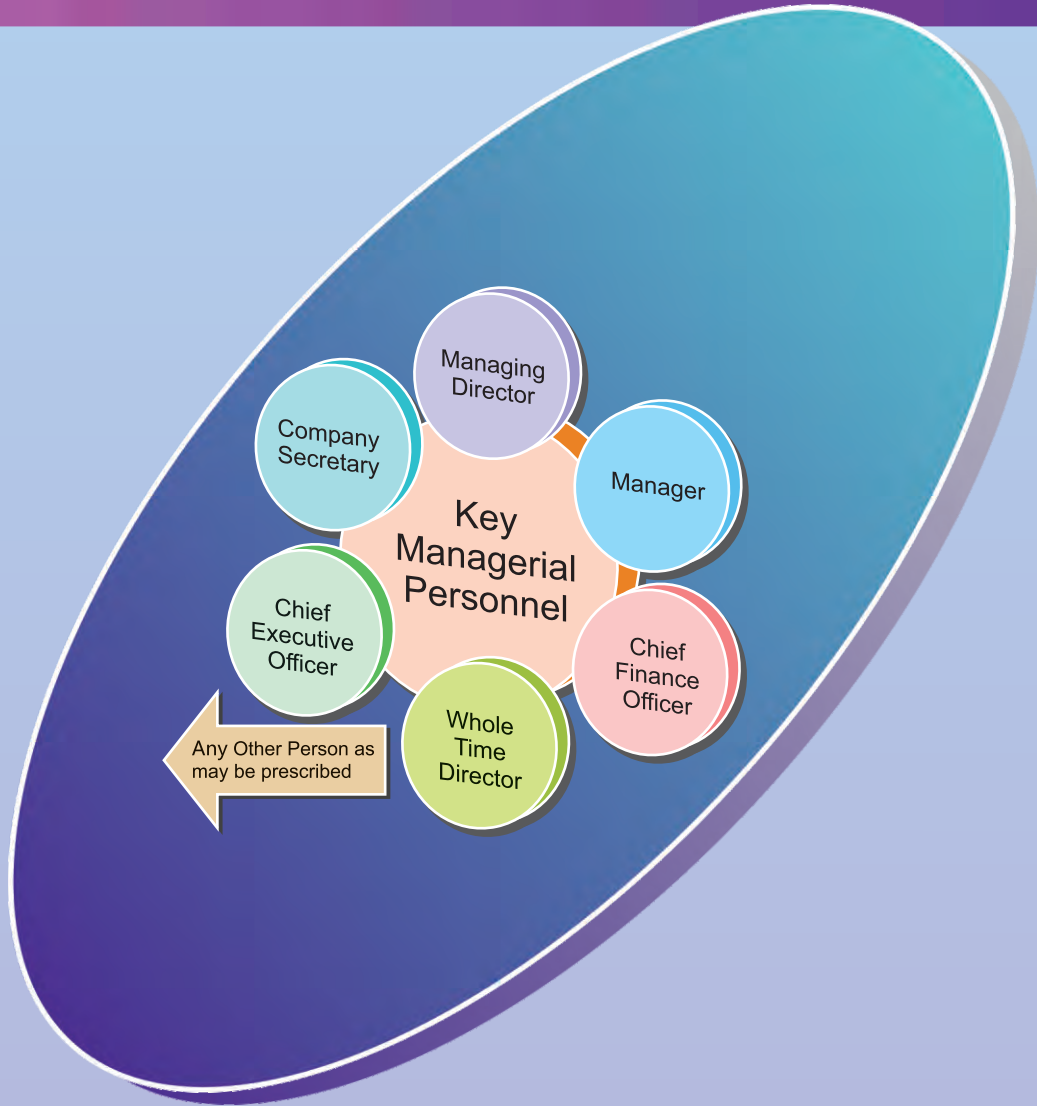 Managing
Director
Company
Secretary
Manager
Key
Managerial
Personnel
Chief
Executive
Officer
Chief
Finance
Officer
Whole
Time
Director
Any Other Person as
may be prescribed